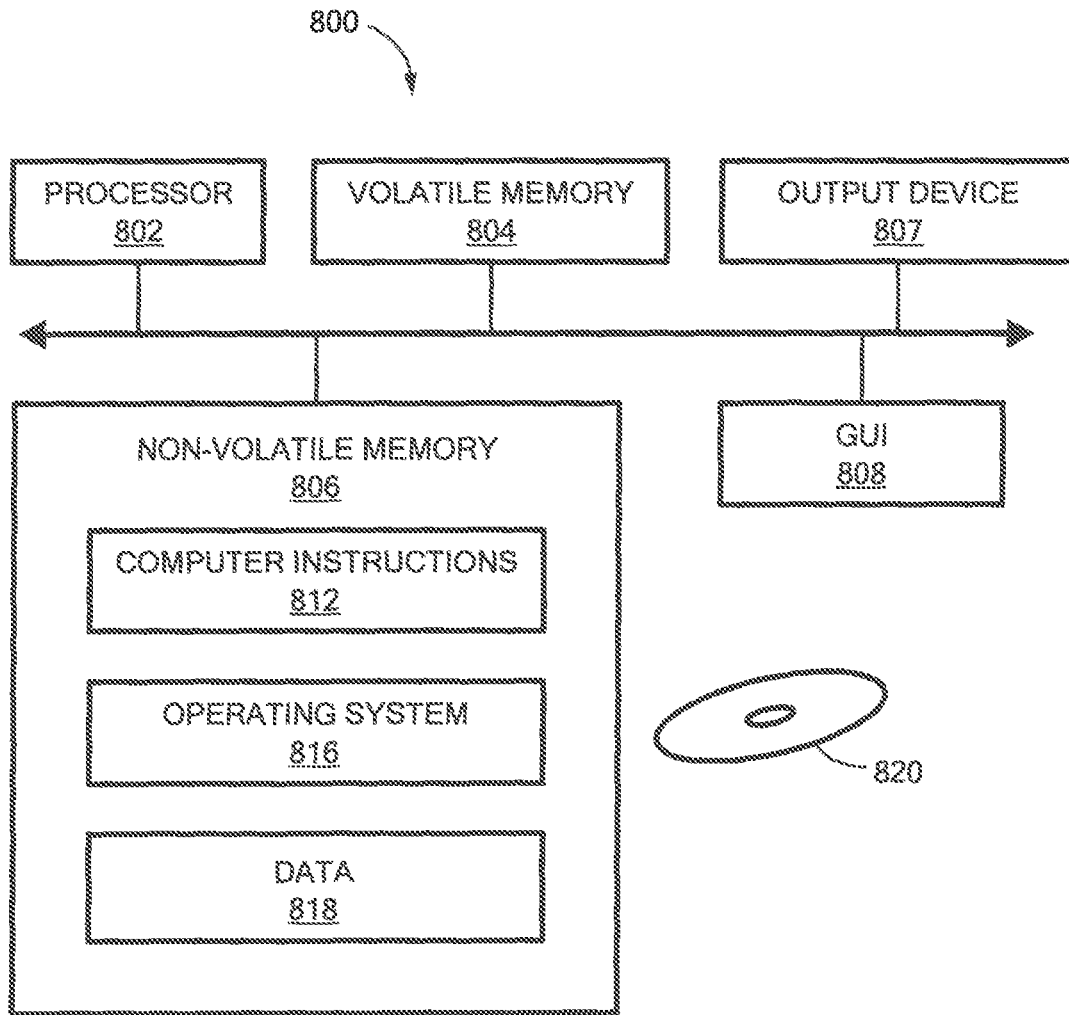 800
PROCESSOR
802
VOLATILE MEMORY
804
OUTPUT DEVICE
807
NON-VOLATILE MEMORY
806
COMPUTER INSTRUCTIONS
812
OPERATING SYSTEM
816
DATA
818
GUI
808
820